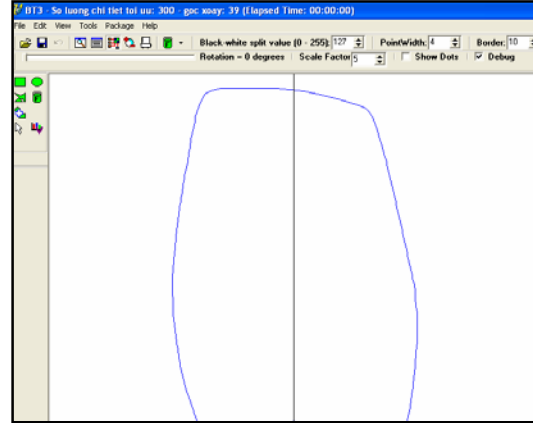 BT3 - So luong chi tiet toi uu: 300 - goc xoay: 39 (Elapsed Time: 00:00:00)
File Edit View Tools Package Help
Black-white split value (0 - 255): 127 PointWidth: 4 Border: 10
Rotation = 0 degrees Scale Factor 5 Show Dots Debug